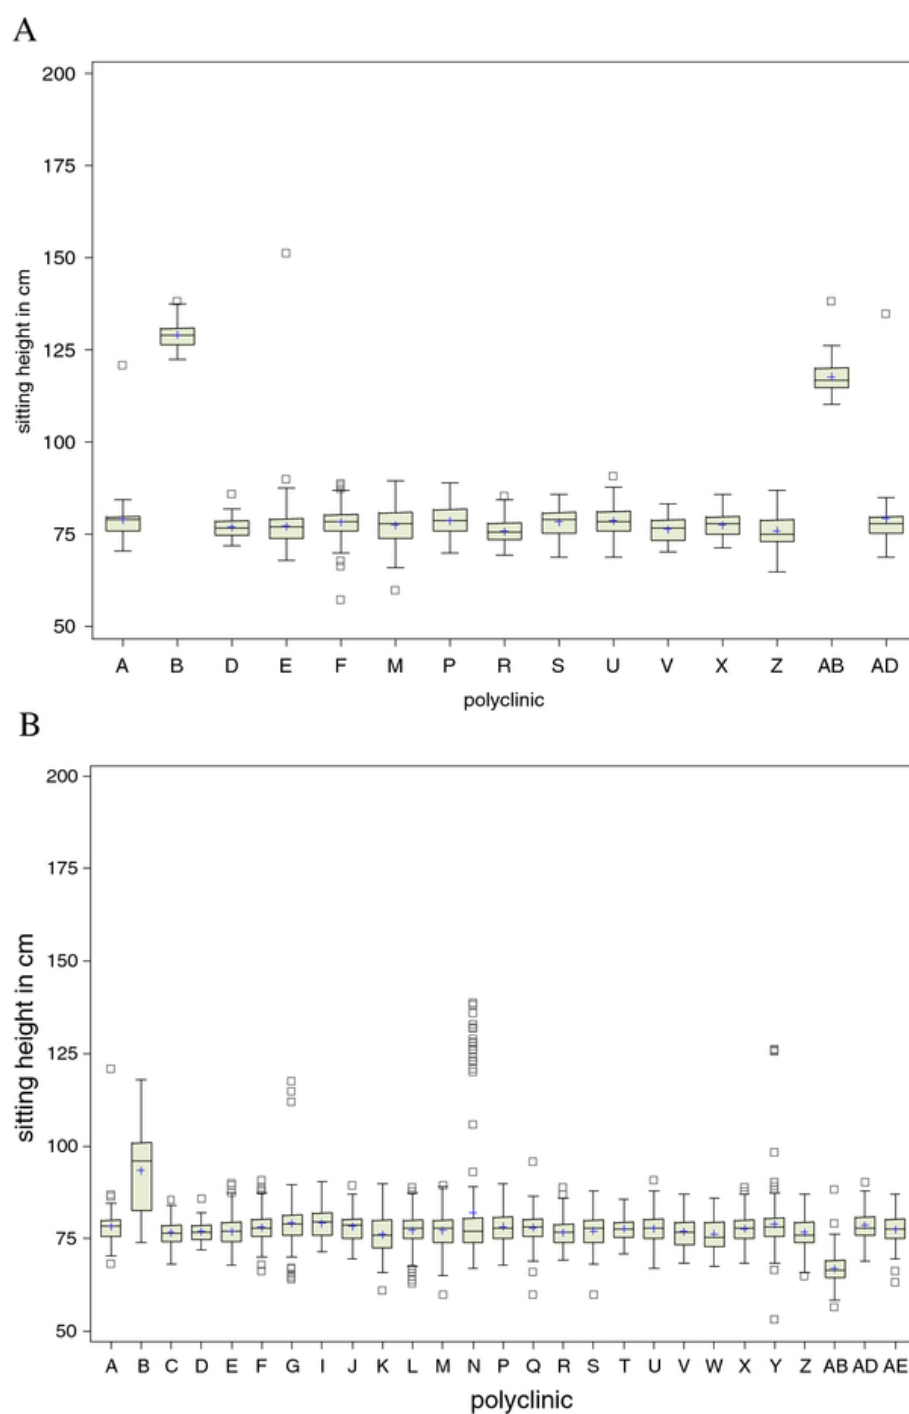 A
200
175
150
125
100
75
50
sitting height in cm
A B D E F M P R S U V X Z AB AD
polyclinic
B
200
175
150
125
100
75
50
sitting height in cm
A B C D E F G I J K L M N P Q R S T U V W X Y Z AB AD AE
polyclinic